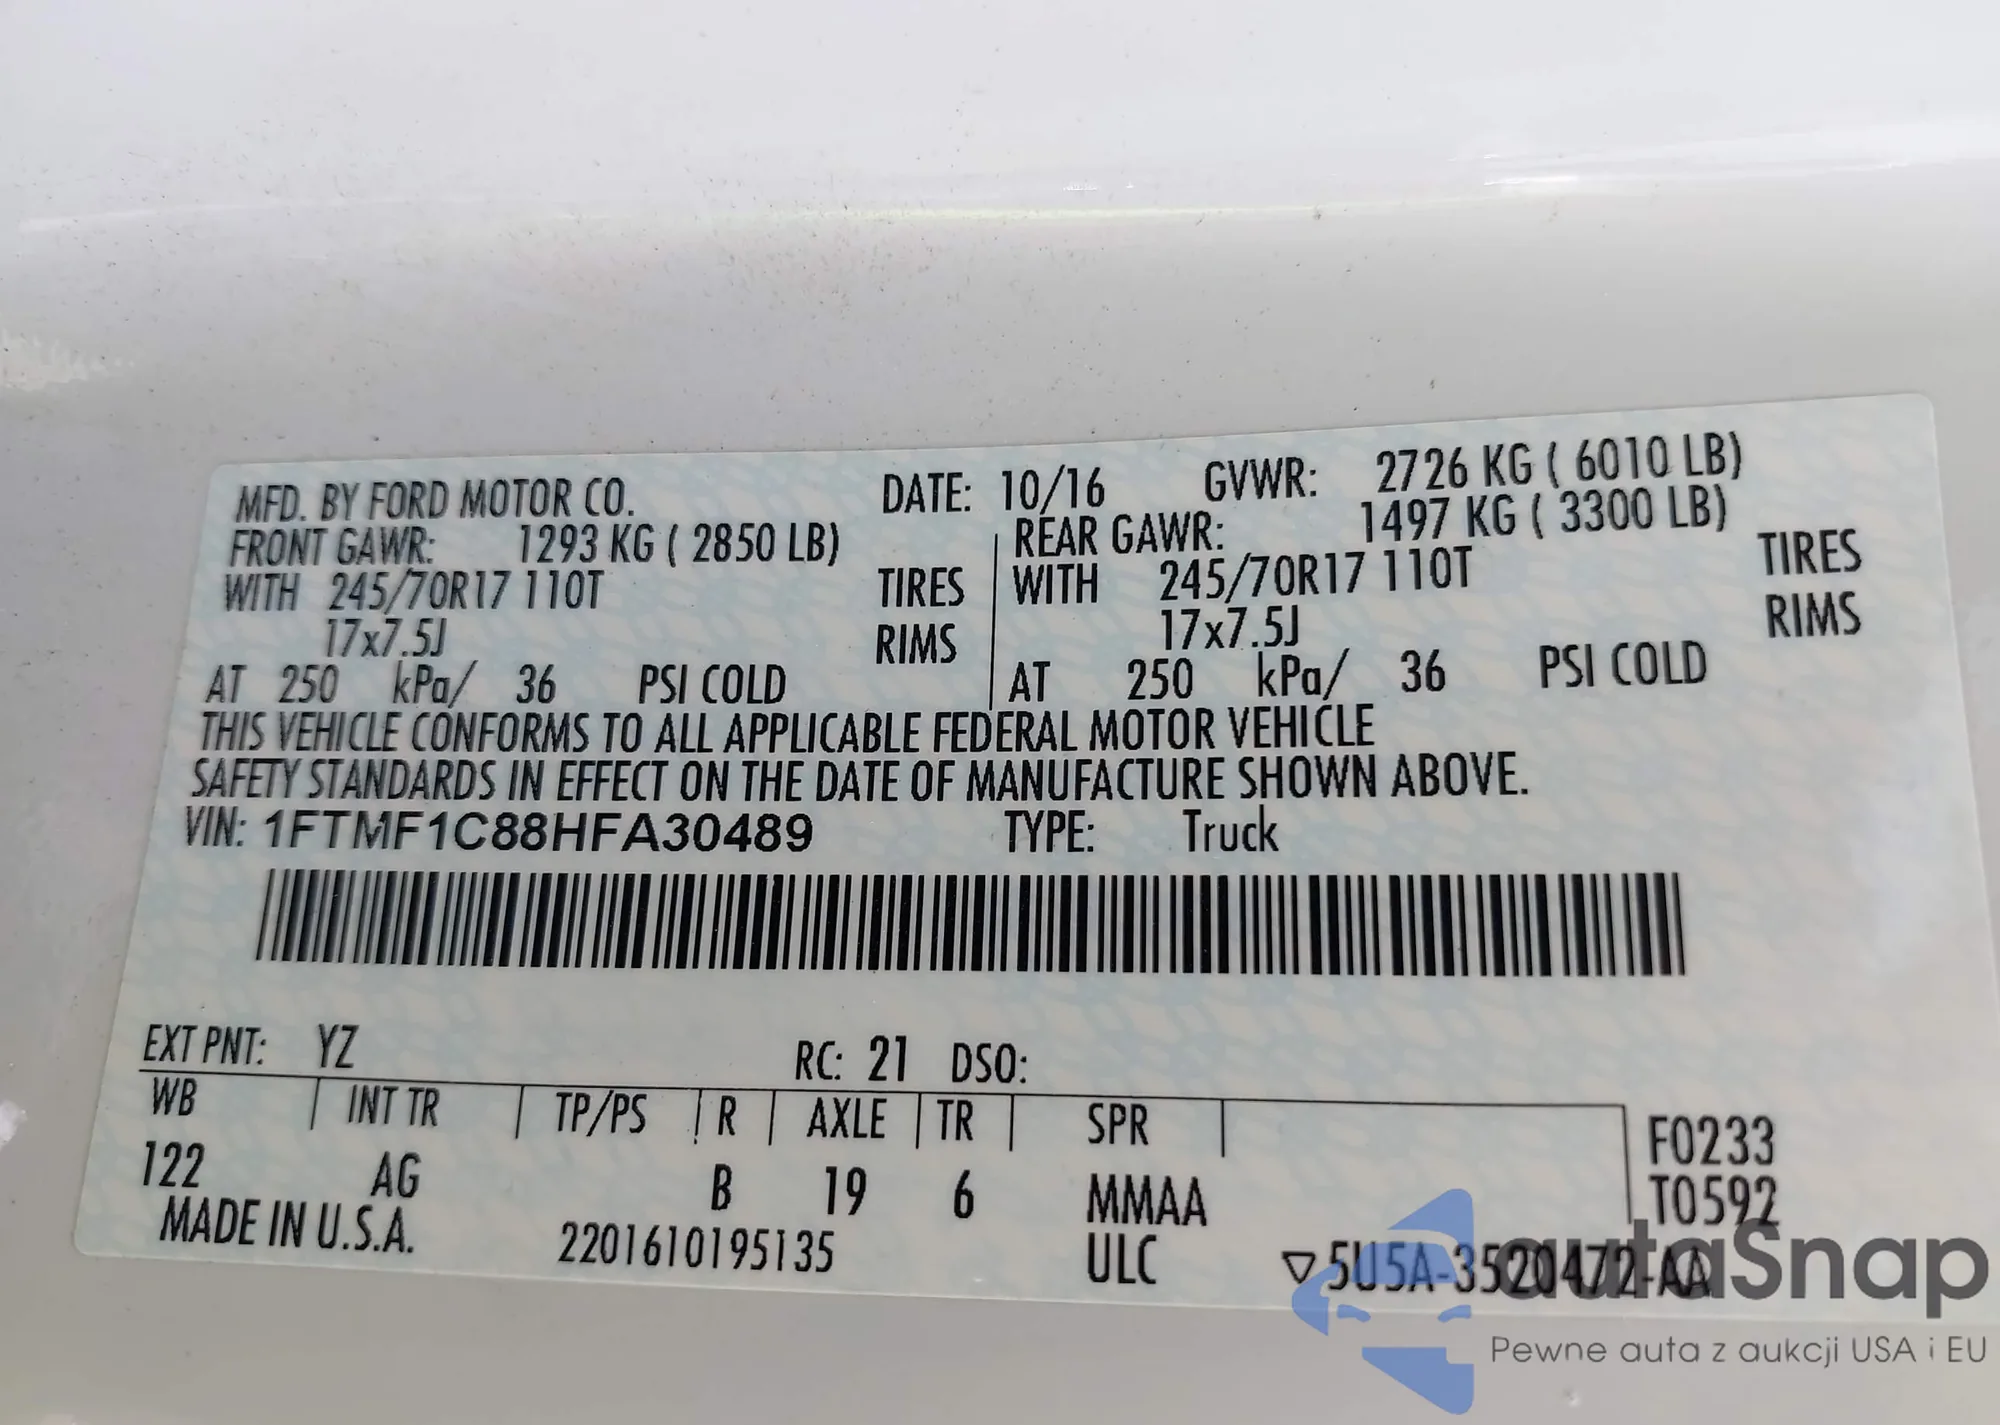 MFD. BY FORD MOTOR CO. DATE: 10/16 GVWR: 2726 KG ( 6010 LB)
FRONT GAWR: 1293 KG ( 2850 LB) REAR GAWR: 1497 KG ( 3300 LB)
WITH 245/70R17 110T TIRES WITH 245/70R17 110T TIRES
17x7.5J RIMS 17x7.5J RIMS
AT 250 kPa/ 36 PSI COLD AT 250 kPa/ 36 PSI COLD
THIS VEHICLE CONFORMS TO ALL APPLICABLE FEDERAL MOTOR VEHICLE
SAFETY STANDARDS IN EFFECT ON THE DATE OF MANUFACTURE SHOWN ABOVE.
VIN: 1FTMF1C88HFA30489 TYPE: Truck
EXT PNT: YZ RC: 21 DSO:
WB INT TR TP/PS R AXLE TR SPR F0233
122 AG B 19 6 MMAA T0592
MADE IN U.S.A. 2201610195135 ULC ▽5U5A-3520472-AA
autaSnap
Pewne auta z aukcji USA i EU